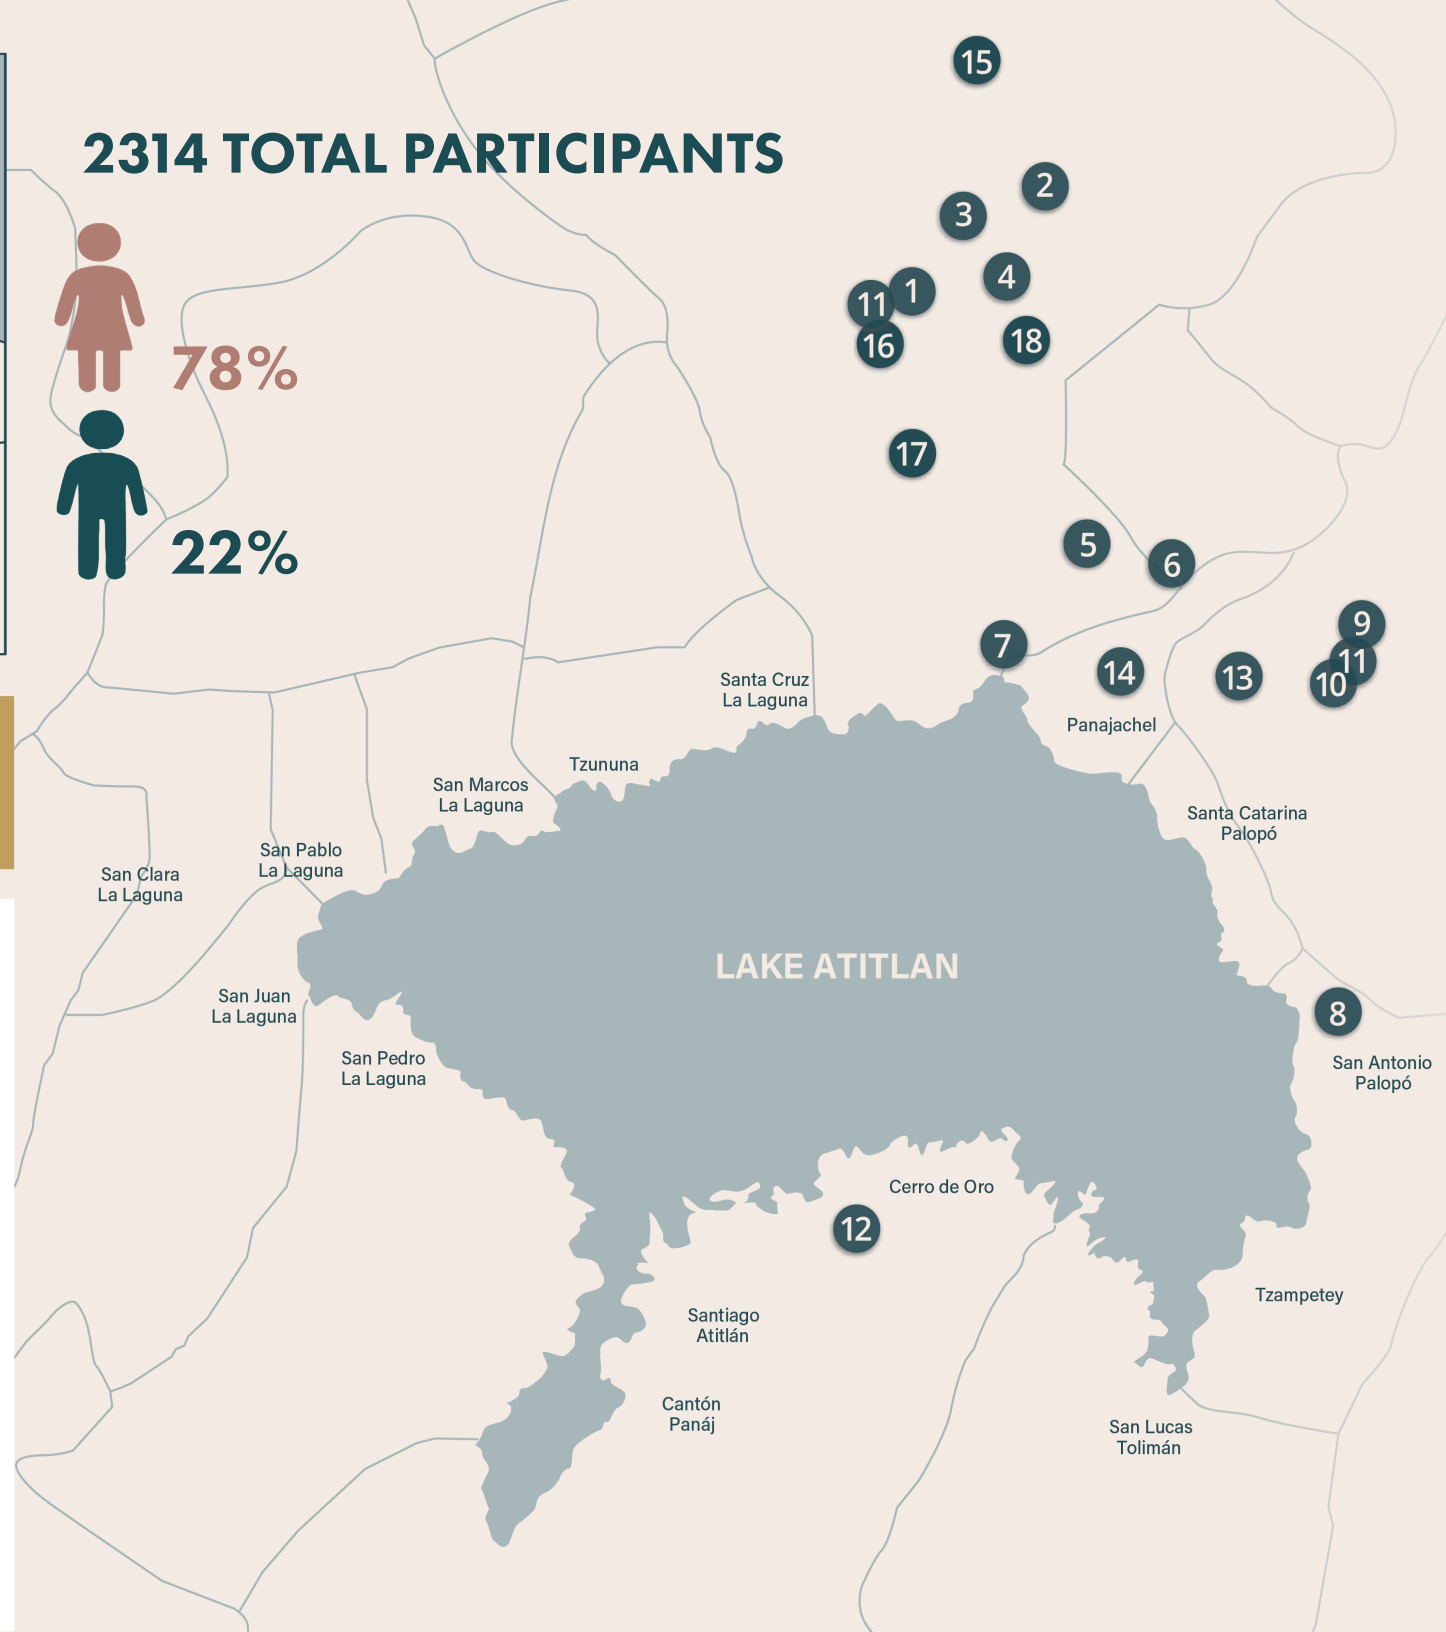 15
2314 TOTAL PARTICIPANTS
2
3
4
1
11
16
18
78%
17
22%
5
6
9
7
11
14
13
10
Santa Cruz
La Laguna
Panajachel
Tzununa
San Marcos
La Laguna
Santa Catarina
Palopó
San Pablo
La Laguna
San Clara
La Laguna
LAKE ATITLAN
San Juan
La Laguna
8
San Pedro
La Laguna
San Antonio
Palopó
Cerro de Oro
12
Tzampetey
Santiago
Atitlán
Cantón
Panáj
San Lucas
Tolimán